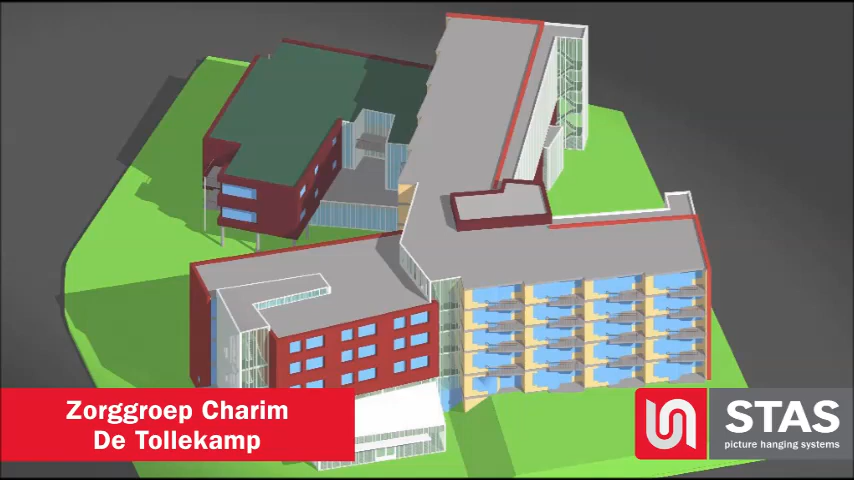 Zorggroep Charim
De Tollekamp
STAS
picture hanging systems